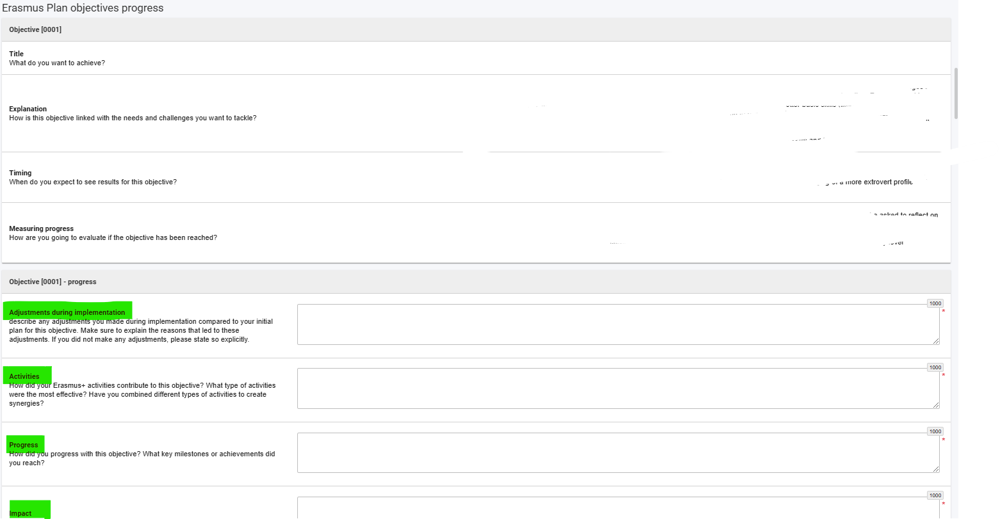 Erasmus Plan objectives progress
Objective [0001]
Title
What do you want to achieve?
Explanation
How is this objective linked with the needs and challenges you want to tackle?
Timing
When do you expect to see results for this objective?
a more extrovert profile
Measuring progress
How are you going to evaluate if the objective has been reached?
asked to reflect on
Objective [0001] - progress
Adjustments during implementation
describe any adjustments you made during implementation compared to your initial
plan for this objective. Make sure to explain the reasons that led to these
adjustments. If you did not make any adjustments, please state so explicitly.
1000
*
Activities
How did your Erasmus+ activities contribute to this objective? What type of activities
were the most effective? Have you combined different types of activities to create
synergies?
1000
*
Progress
How did you progress with this objective? What key milestones or achievements did
you reach?
1000
*
Impact
1000
*